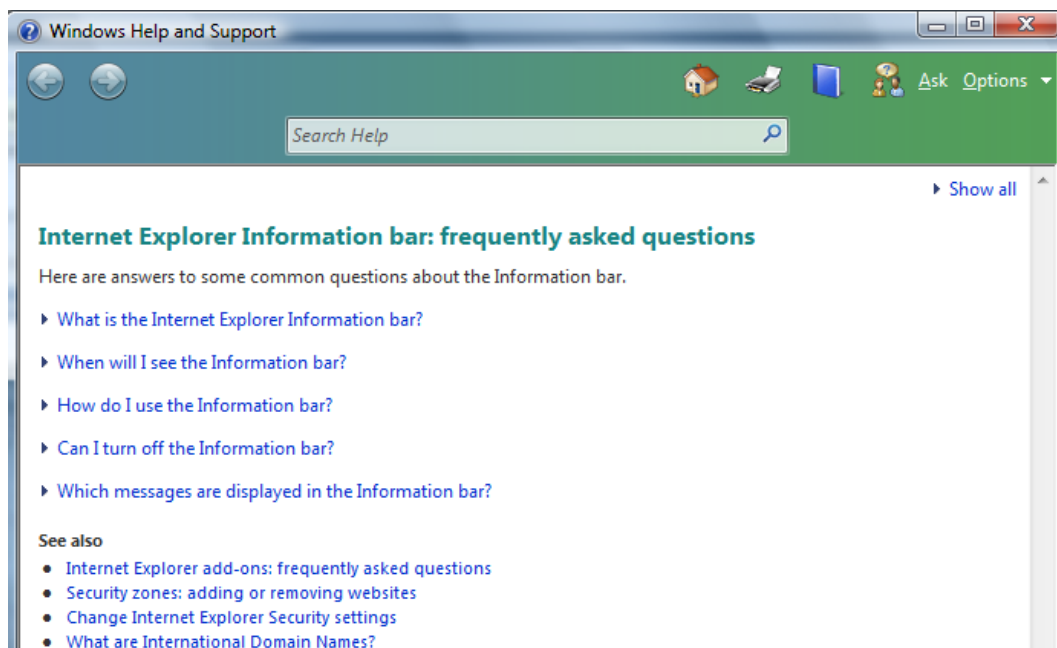 Windows Help and Support
Ask Options
Search Help
Show all
Internet Explorer Information bar: frequently asked questions
Here are answers to some common questions about the Information bar.
What is the Internet Explorer Information bar?
When will I see the Information bar?
How do I use the Information bar?
Can I turn off the Information bar?
Which messages are displayed in the Information bar?
See also
• Internet Explorer add-ons: frequently asked questions
• Security zones: adding or removing websites
• Change Internet Explorer Security settings
• What are International Domain Names?